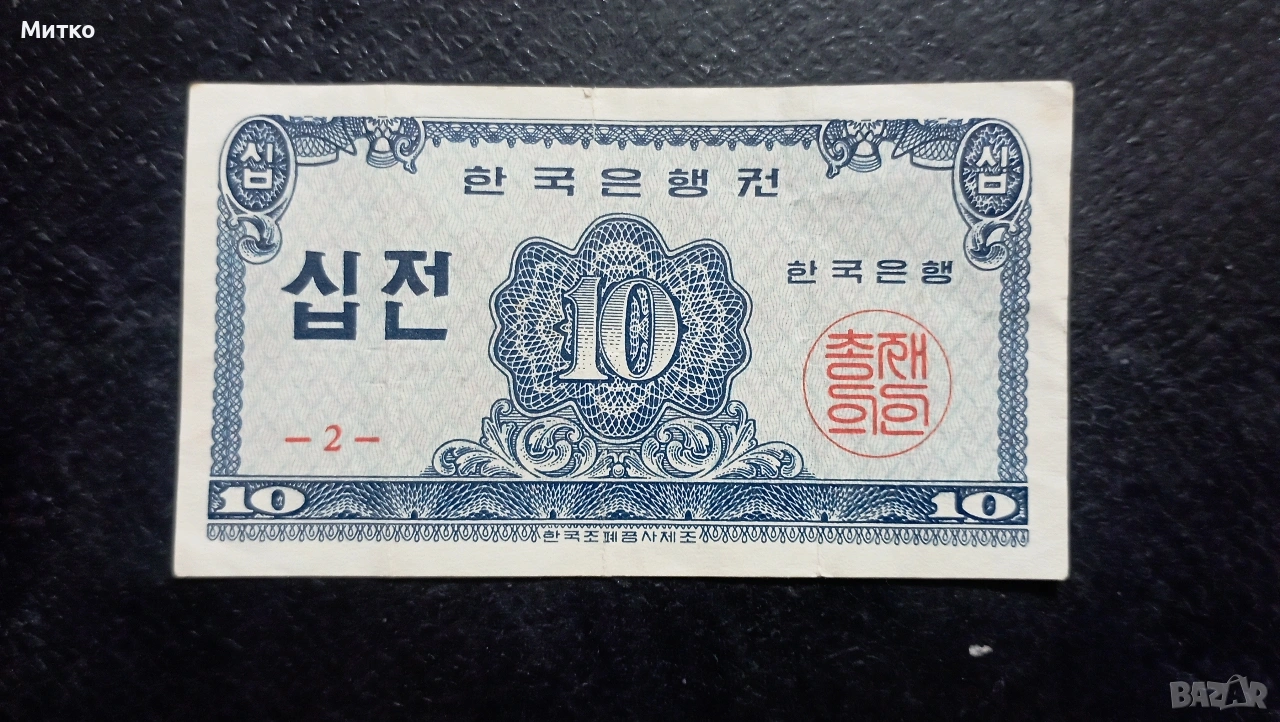 Митко
십 십
한국은행권
십전
한국은행
10
총재의인
— 2 —
10 10
한국조폐공사제조
BAZAR